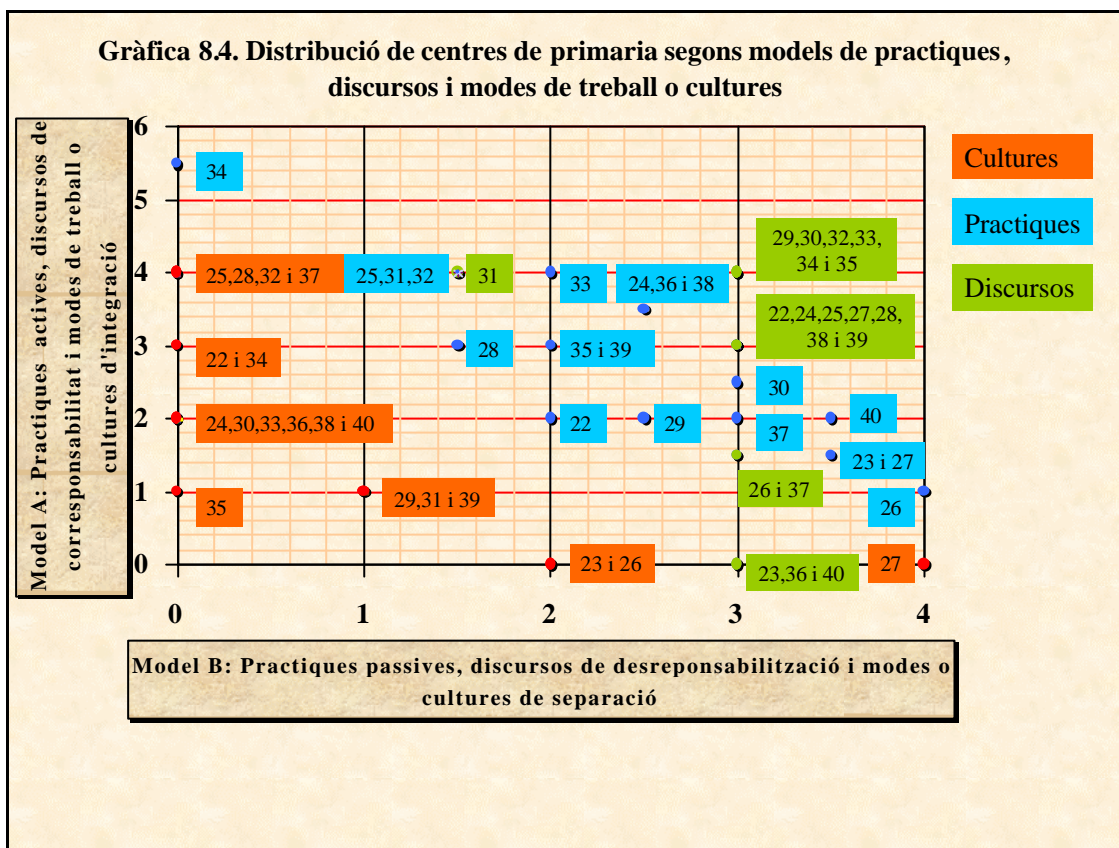 Gràfica 8.4. Distribució de centres de primaria segons models de practiques,
discursos i modes de treball o cultures
Model A: Practiques actives, discursos de
corresponsabilitat i modes de treball o
cultures d'integració
6
5
4
3
2
1
0
34
25,28,32 i 37
25,31,32
31
33
24,36 i 38
29,30,32,33,
34 i 35
22 i 34
28
35 i 39
22,24,25,27,28,
38 i 39
30
24,30,33,36,38 i 40
22
29
37
40
23 i 27
35
29,31 i 39
26 i 37
26
23 i 26
23,36 i 40
27
0
1
2
3
4
Model B: Practiques passives, discursos de desreponsabilització i modes o
cultures de separació
Cultures
Practiques
Discursos